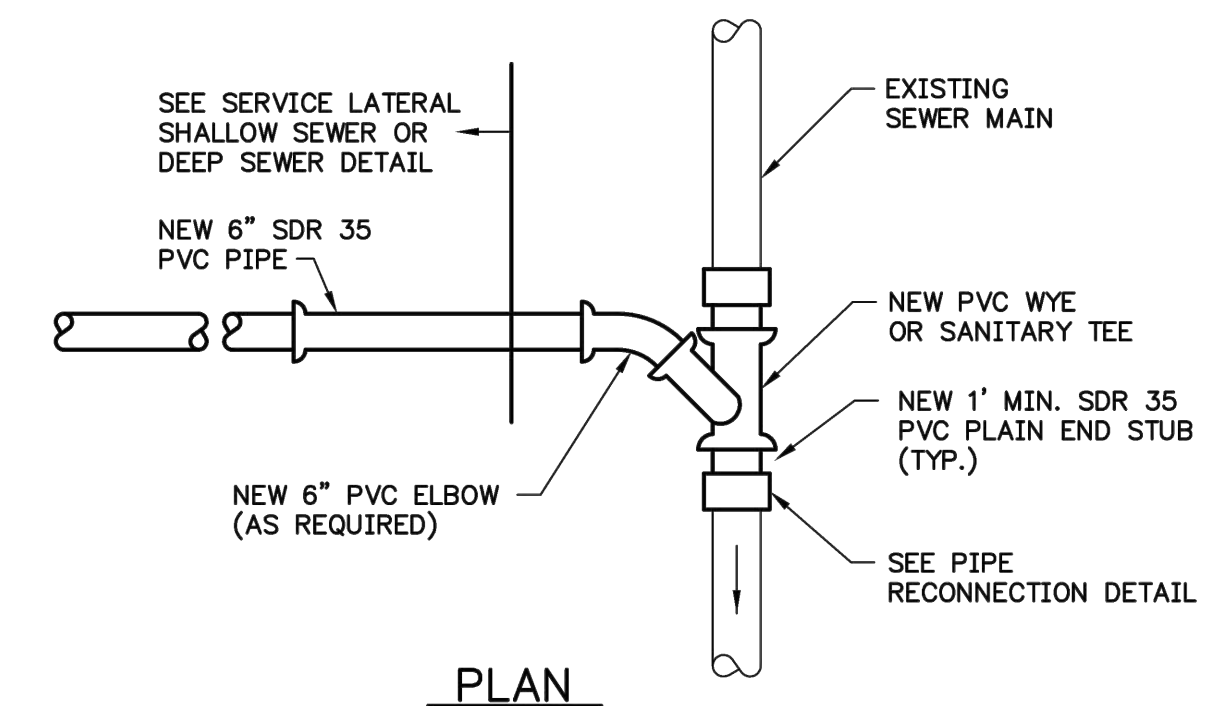 SEE SERVICE LATERAL
SHALLOW SEWER OR
DEEP SEWER DETAIL
NEW 6” SDR 35
PVC PIPE
NEW 6” PVC ELBOW
(AS REQUIRED)
EXISTING
SEWER MAIN
NEW PVC WYE
OR SANITARY TEE
NEW 1’ MIN. SDR 35
PVC PLAIN END STUB
(TYP.)
SEE PIPE
RECONNECTION DETAIL
PLAN